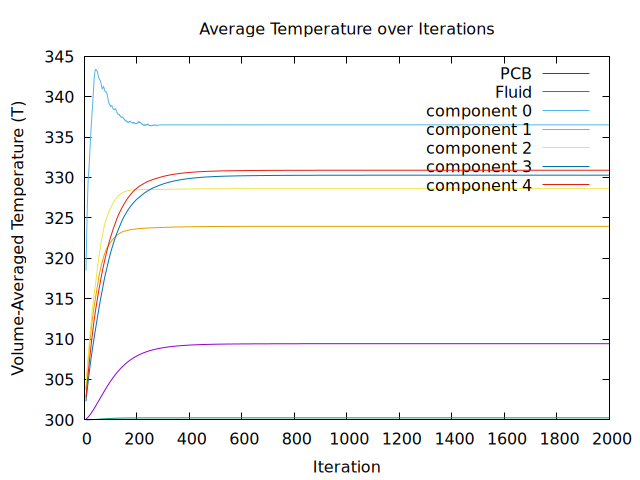 Average Temperature over Iterations
345
340
335
330
325
320
315
310
305
300
Volume-Averaged Temperature (T)
PCB
Fluid
component 0
component 1
component 2
component 3
component 4
0 200 400 600 800 1000 1200 1400 1600 1800 2000
Iteration